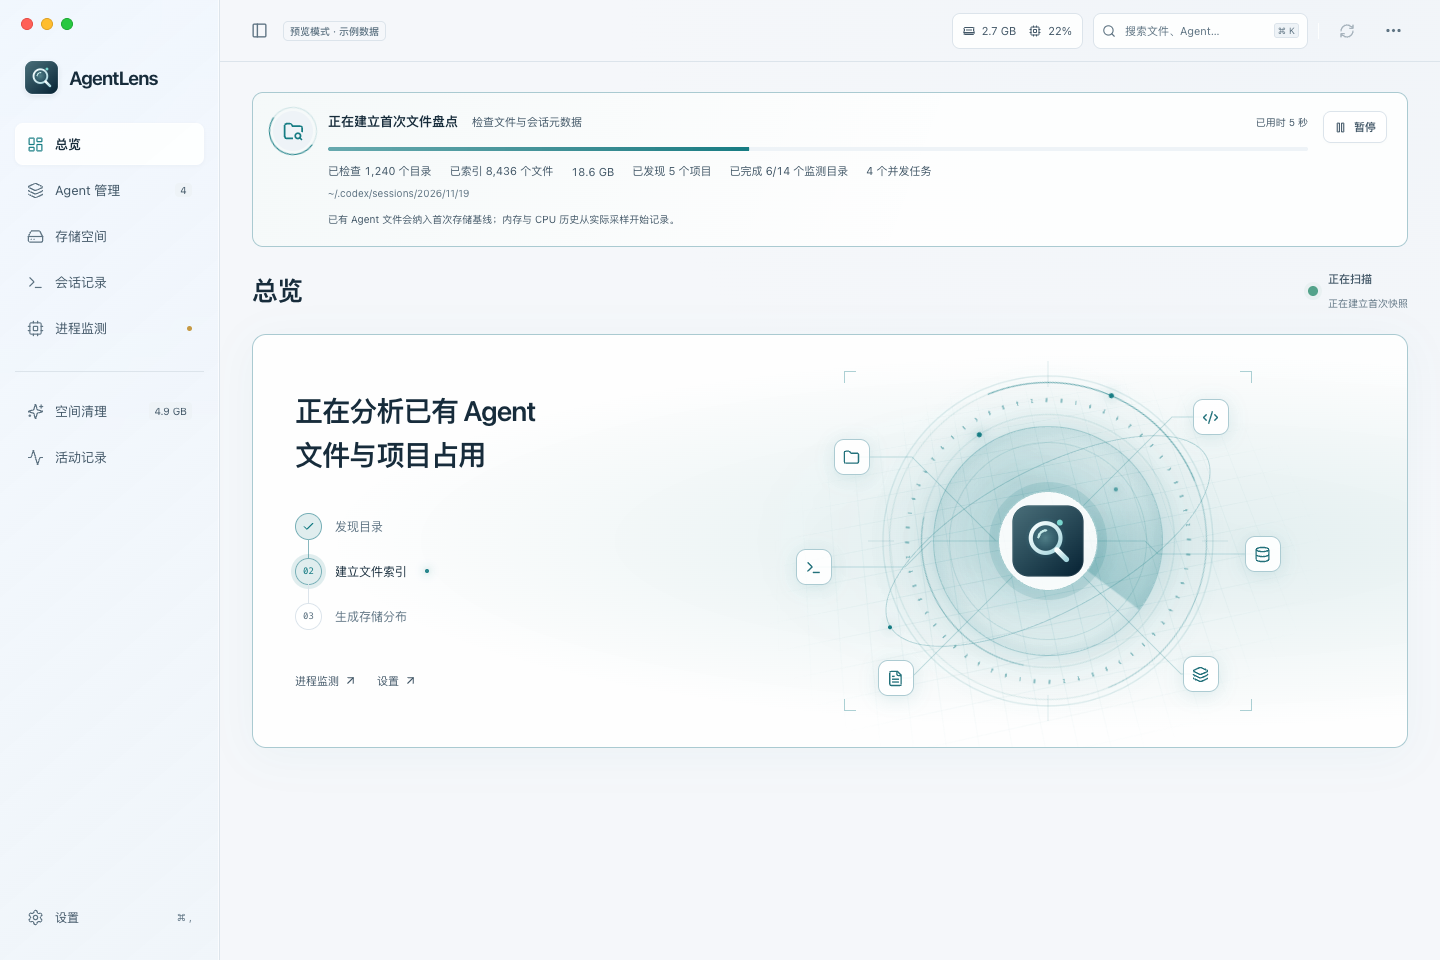 AgentLens
总览
Agent 管理
4
存储空间
会话记录
进程监测
空间清理
4.9 GB
活动记录
设置
⌘ ,
预览模式 · 示例数据
2.7 GB
22%
搜索文件、Agent...
⌘ K
正在建立首次文件盘点
检查文件与会话元数据
已用时 5 秒
暂停
已检查 1,240 个目录
已索引 8,436 个文件
18.6 GB
已发现 5 个项目
已完成 6/14 个监测目录
4 个并发任务
~/.codex/sessions/2026/11/19
已有 Agent 文件会纳入首次存储基线；内存与 CPU 历史从实际采样开始记录。
总览
正在扫描
正在建立首次快照
正在分析已有 Agent
文件与项目占用
发现目录
02
建立文件索引
03
生成存储分布
进程监测
设置